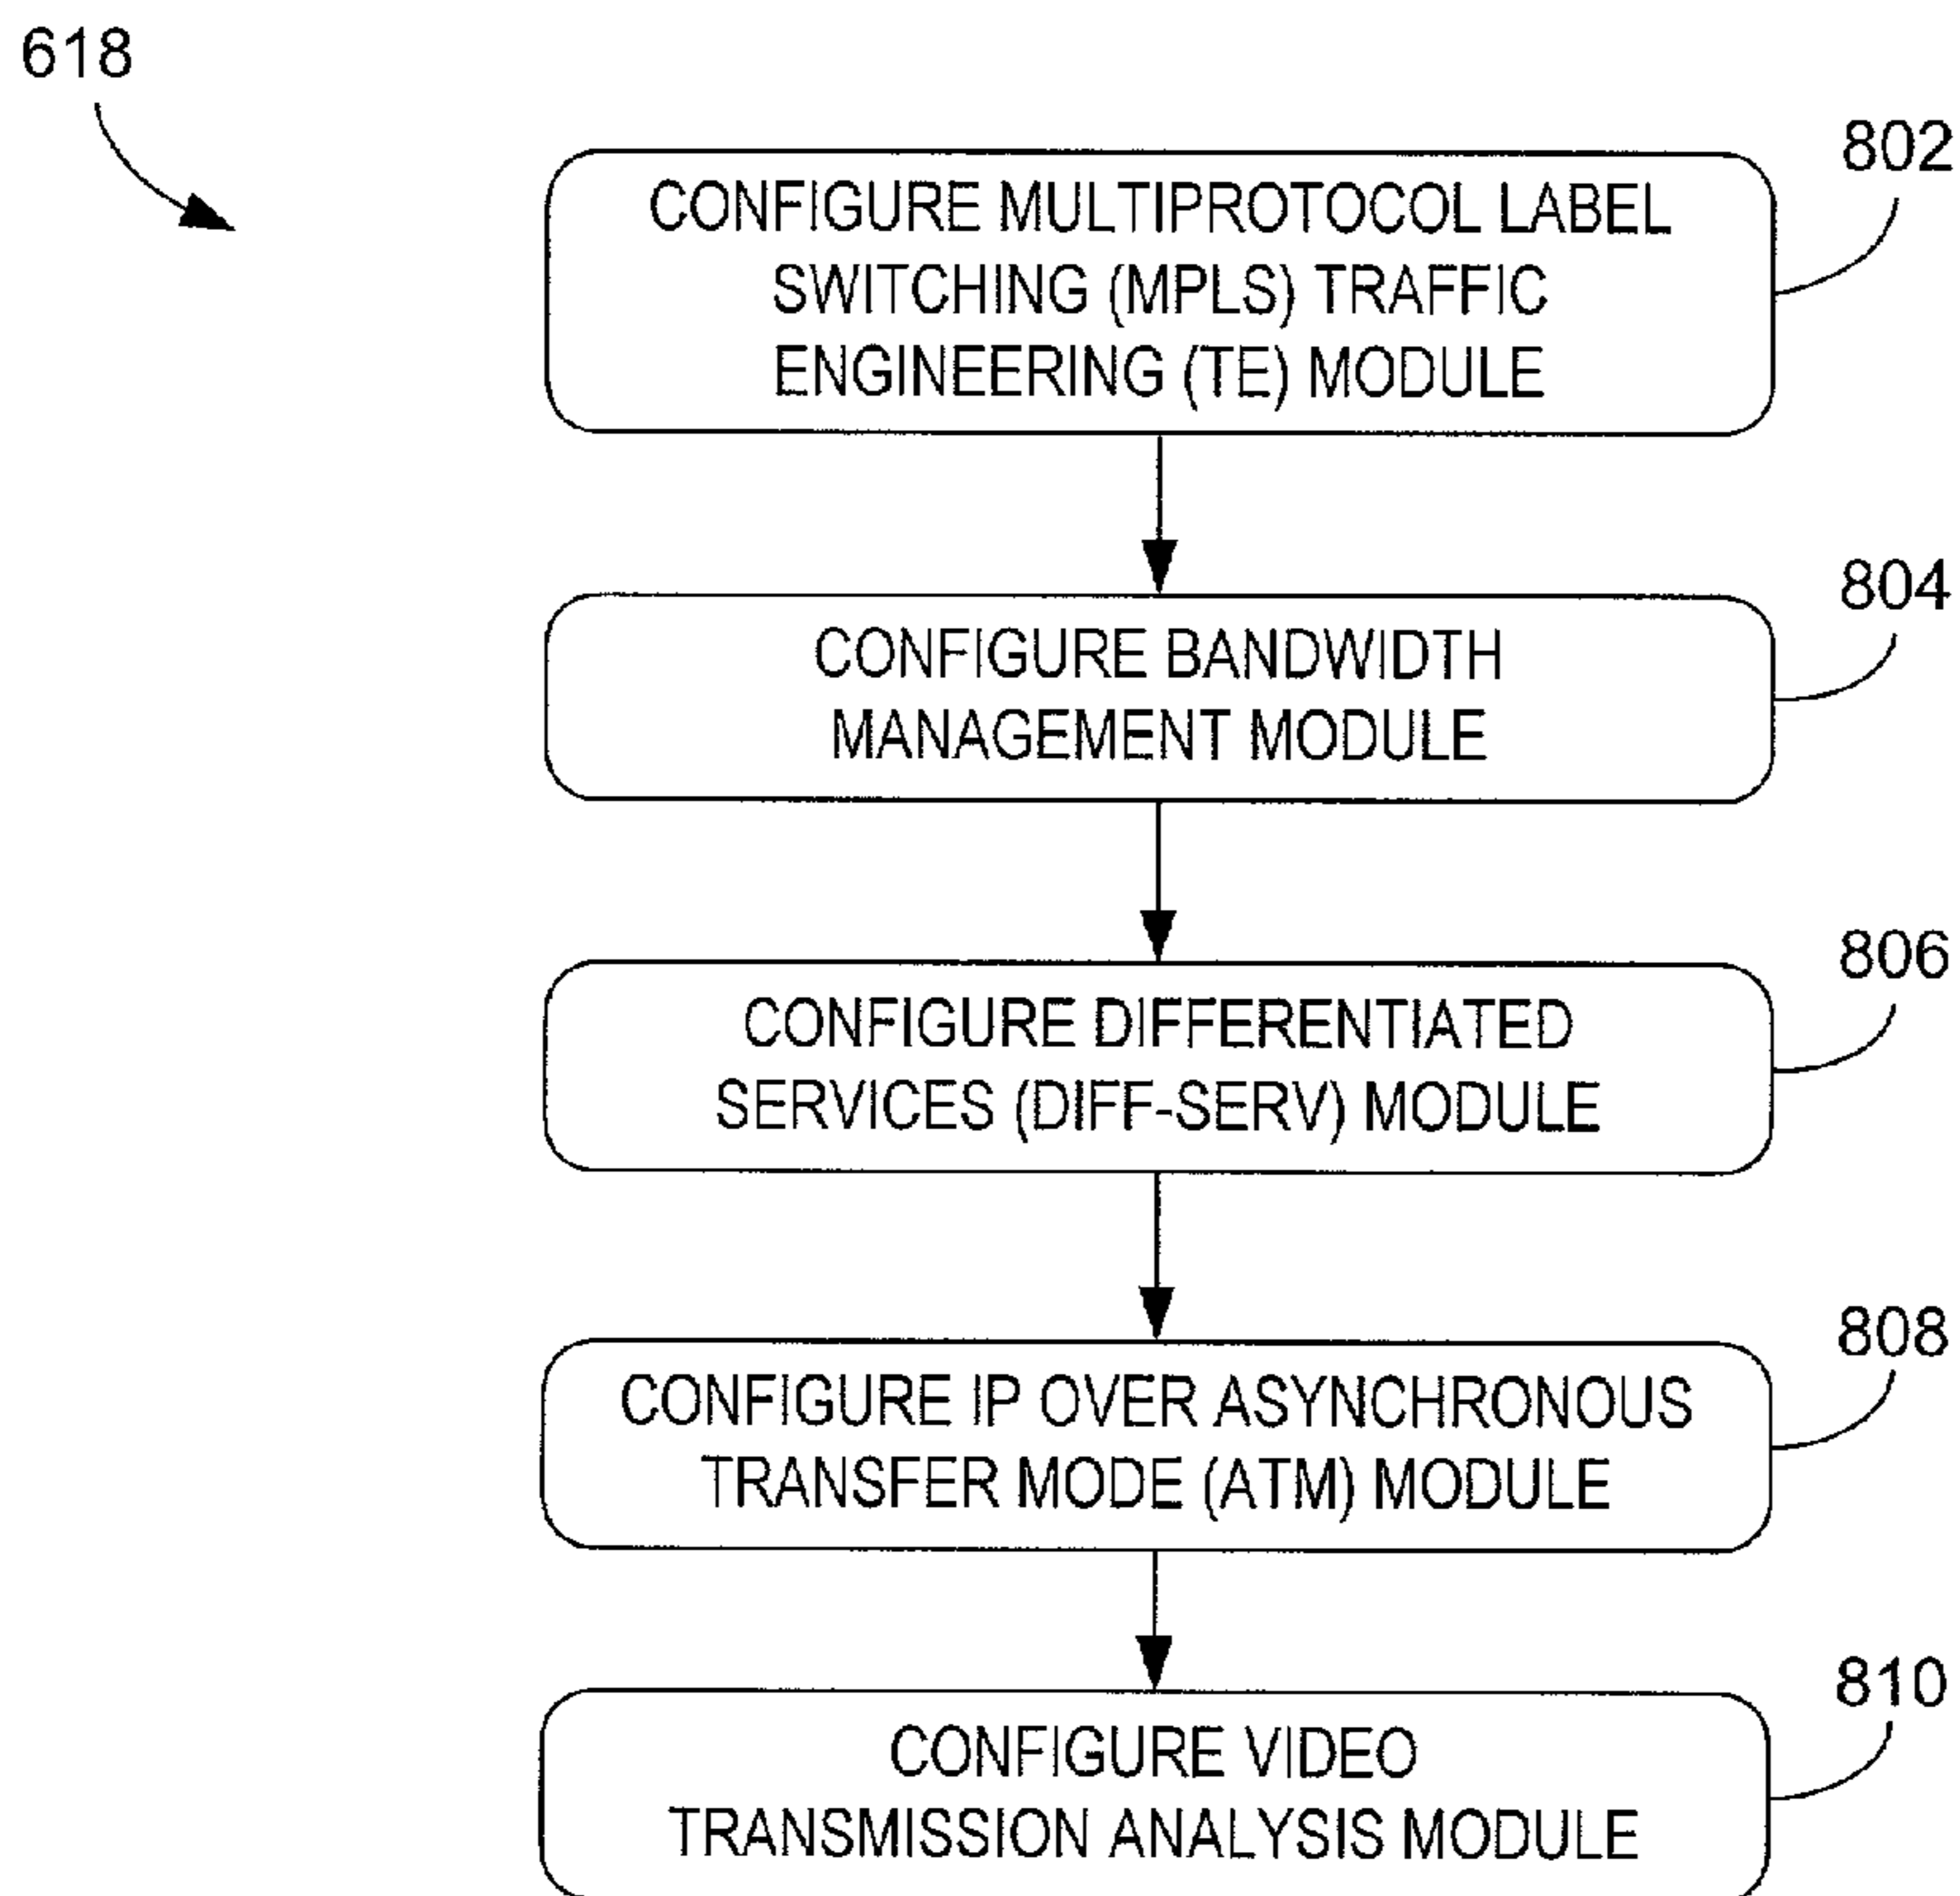 618
802
CONFIGURE MULTIPROTOCOL LABEL
SWITCHING (MPLS) TRAFFIC
ENGINEERING (TE) MODULE
804
CONFIGURE BANDWIDTH
MANAGEMENT MODULE
806
CONFIGURE DIFFERENTIATED
SERVICES (DIFF-SERV) MODULE
808
CONFIGURE IP OVER ASYNCHRONOUS
TRANSFER MODE (ATM) MODULE
810
CONFIGURE VIDEO
TRANSMISSION ANALYSIS MODULE